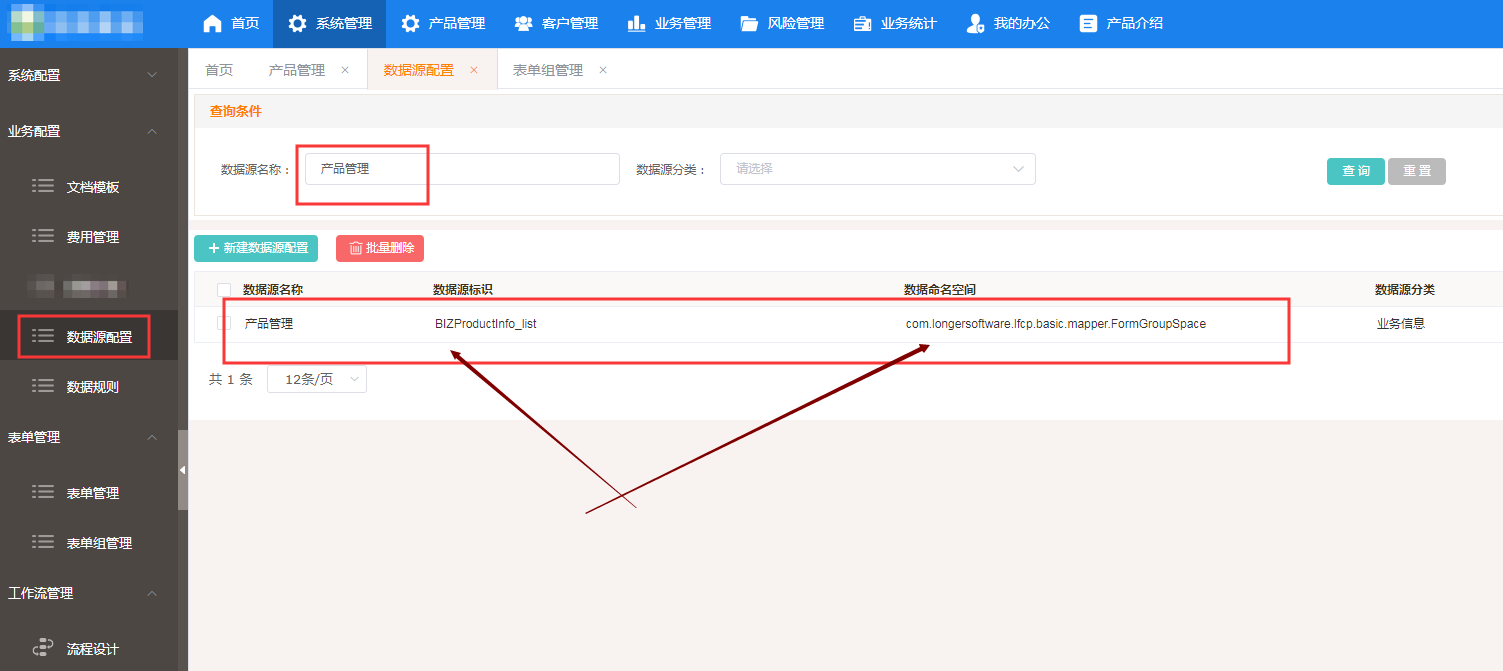 首页 系统管理 产品管理 客户管理 业务管理 风险管理 业务统计 我的办公 产品介绍
系统配置
业务配置
文档模板
费用管理
数据源配置
数据规则
表单管理
表单管理
表单组管理
工作流管理
流程设计
首页 产品管理 × 数据源配置 × 表单组管理 ×
查询条件
数据源名称： 产品管理 数据源分类： 请选择 查询 重置
+ 新建数据源配置 批量删除
数据源名称 数据源标识 数据命名空间 数据源分类
产品管理 BIZProductInfo_list com.longersoftware.lfcp.basic.mapper.FormGroupSpace 业务信息
共 1 条 12条/页